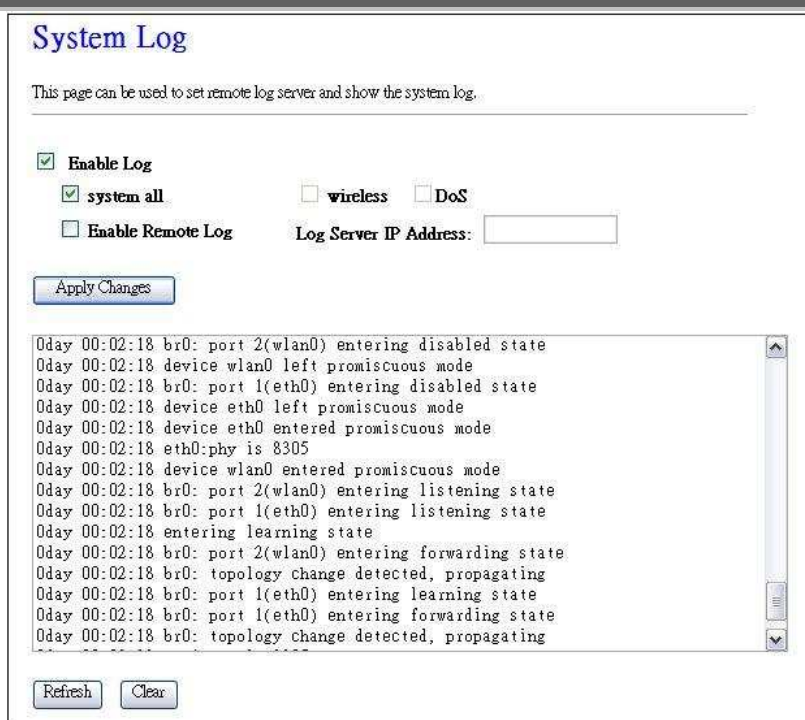 System Log
This page can be used to set remote log server and show the system log.
Enable Log
system all wireless DoS
Enable Remote Log Log Server IP Address:
Apply Changes
0day 00:02:18 br0: port 2(wlan0) entering disabled state
0day 00:02:18 device wlan0 left promiscuous mode
0day 00:02:18 br0: port 1(eth0) entering disabled state
0day 00:02:18 device eth0 left promiscuous mode
0day 00:02:18 device eth0 entered promiscuous mode
0day 00:02:18 eth0:phy is 8305
0day 00:02:18 device wlan0 entered promiscuous mode
0day 00:02:18 br0: port 2(wlan0) entering listening state
0day 00:02:18 br0: port 1(eth0) entering listening state
0day 00:02:18 entering learning state
0day 00:02:18 br0: port 2(wlan0) entering forwarding state
0day 00:02:18 br0: topology change detected, propagating
0day 00:02:18 br0: port 1(eth0) entering learning state
0day 00:02:18 br0: port 1(eth0) entering forwarding state
0day 00:02:18 br0: topology change detected, propagating
Refresh Clear